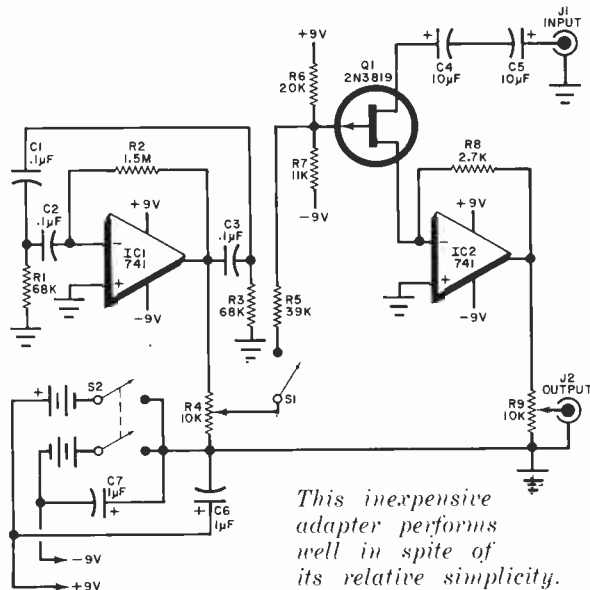 J1
INPUT
+9V
Q1
2N3819
C4
10µF
C5
10µF
R6
20K
R7
11K
-9V
C1
.1µF
R2
1.5M
R8
2.7K
C2
.1µF
+9V
IC1
741
-9V
C3
.1µF
+9V
IC2
741
-9V
R1
68K
R3
68K
R5
39K
S1
S2
R4
10K
R9
10K
J2
OUTPUT
C7
1µF
C6
1µF
-9V
+9V
This inexpensive
adapter performs
well in spite of
its relative simplicity.